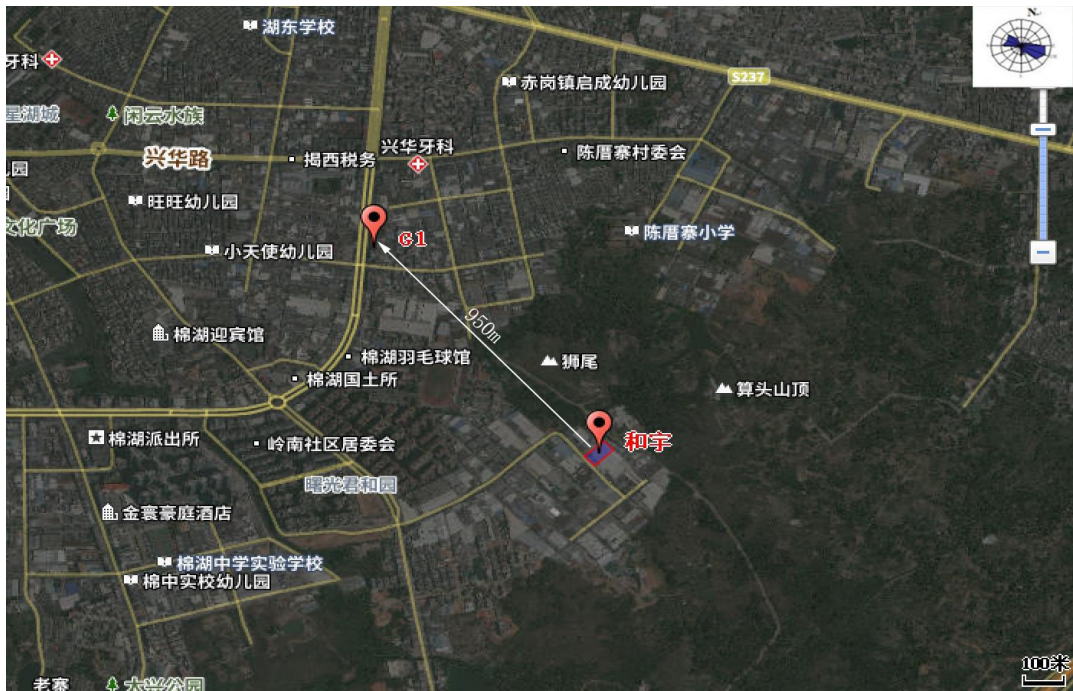 N
湖东学校
牙科
赤岗镇启成幼儿园
S237
星湖城
闲云水族
兴华路
揭西税务
兴华牙科
陈厝寨村委会
儿园
旺旺幼儿园
文化广场
G1
陈厝寨小学
小天使幼儿园
950m
棉湖迎宾馆
棉湖羽毛球馆
狮尾
棉湖国土所
算头山顶
棉湖派出所
岭南社区居委会
和宇
曙光君和园
金寰豪庭酒店
棉湖中学实验学校
棉中实校幼儿园
100米
老寨
大兴公园